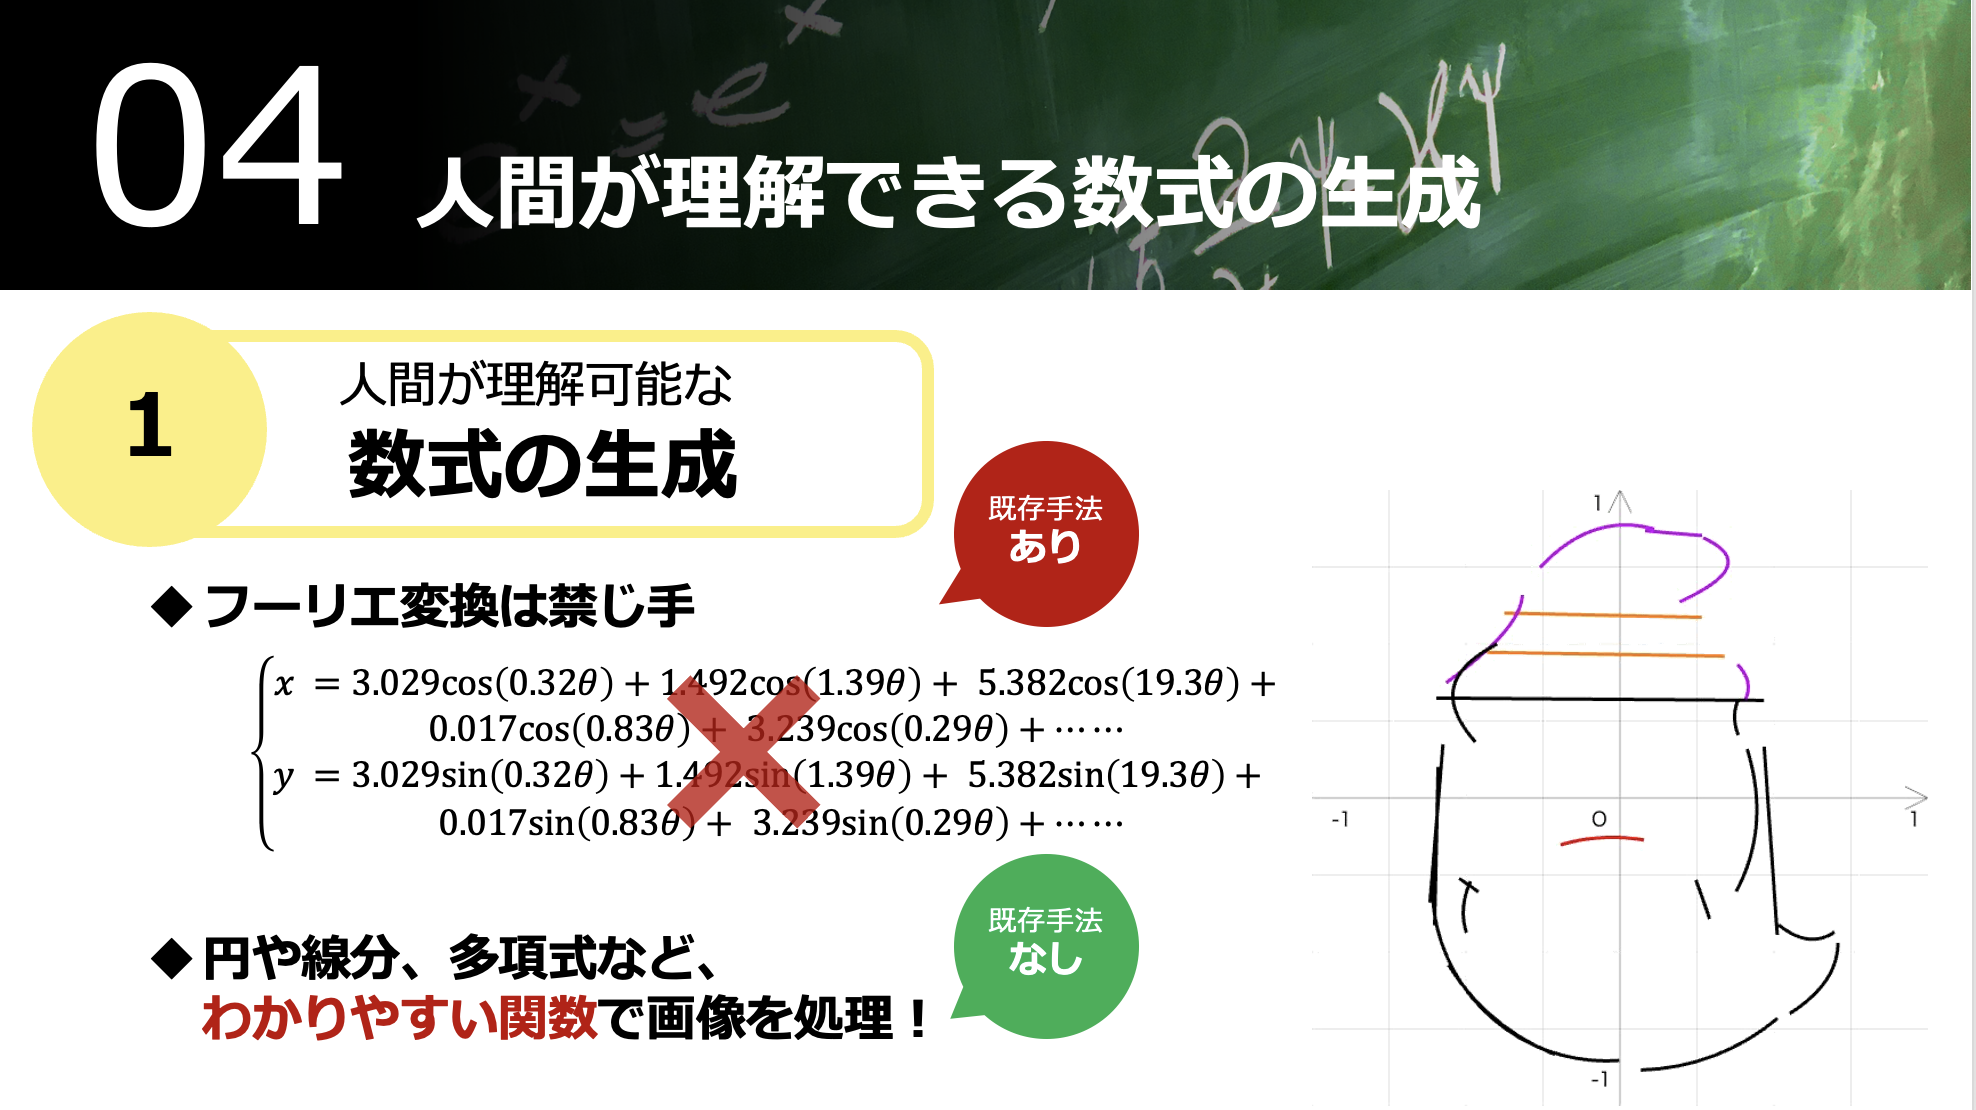 04
人間が理解できる数式の生成
1
人間が理解可能な
数式の生成
既存手法
あり
◆ フーリエ変換は禁じ手
x = 3.029cos(0.32θ) + 1.492cos(1.39θ) + 5.382cos(19.3θ) +
0.017cos(0.83θ) + 3.239cos(0.29θ) + ⋯⋯
y = 3.029sin(0.32θ) + 1.492sin(1.39θ) + 5.382sin(19.3θ) +
0.017sin(0.83θ) + 3.239sin(0.29θ) + ⋯⋯
既存手法
なし
◆ 円や線分、多項式など、
わかりやすい関数で画像を処理！
1
-1
0
1
-1